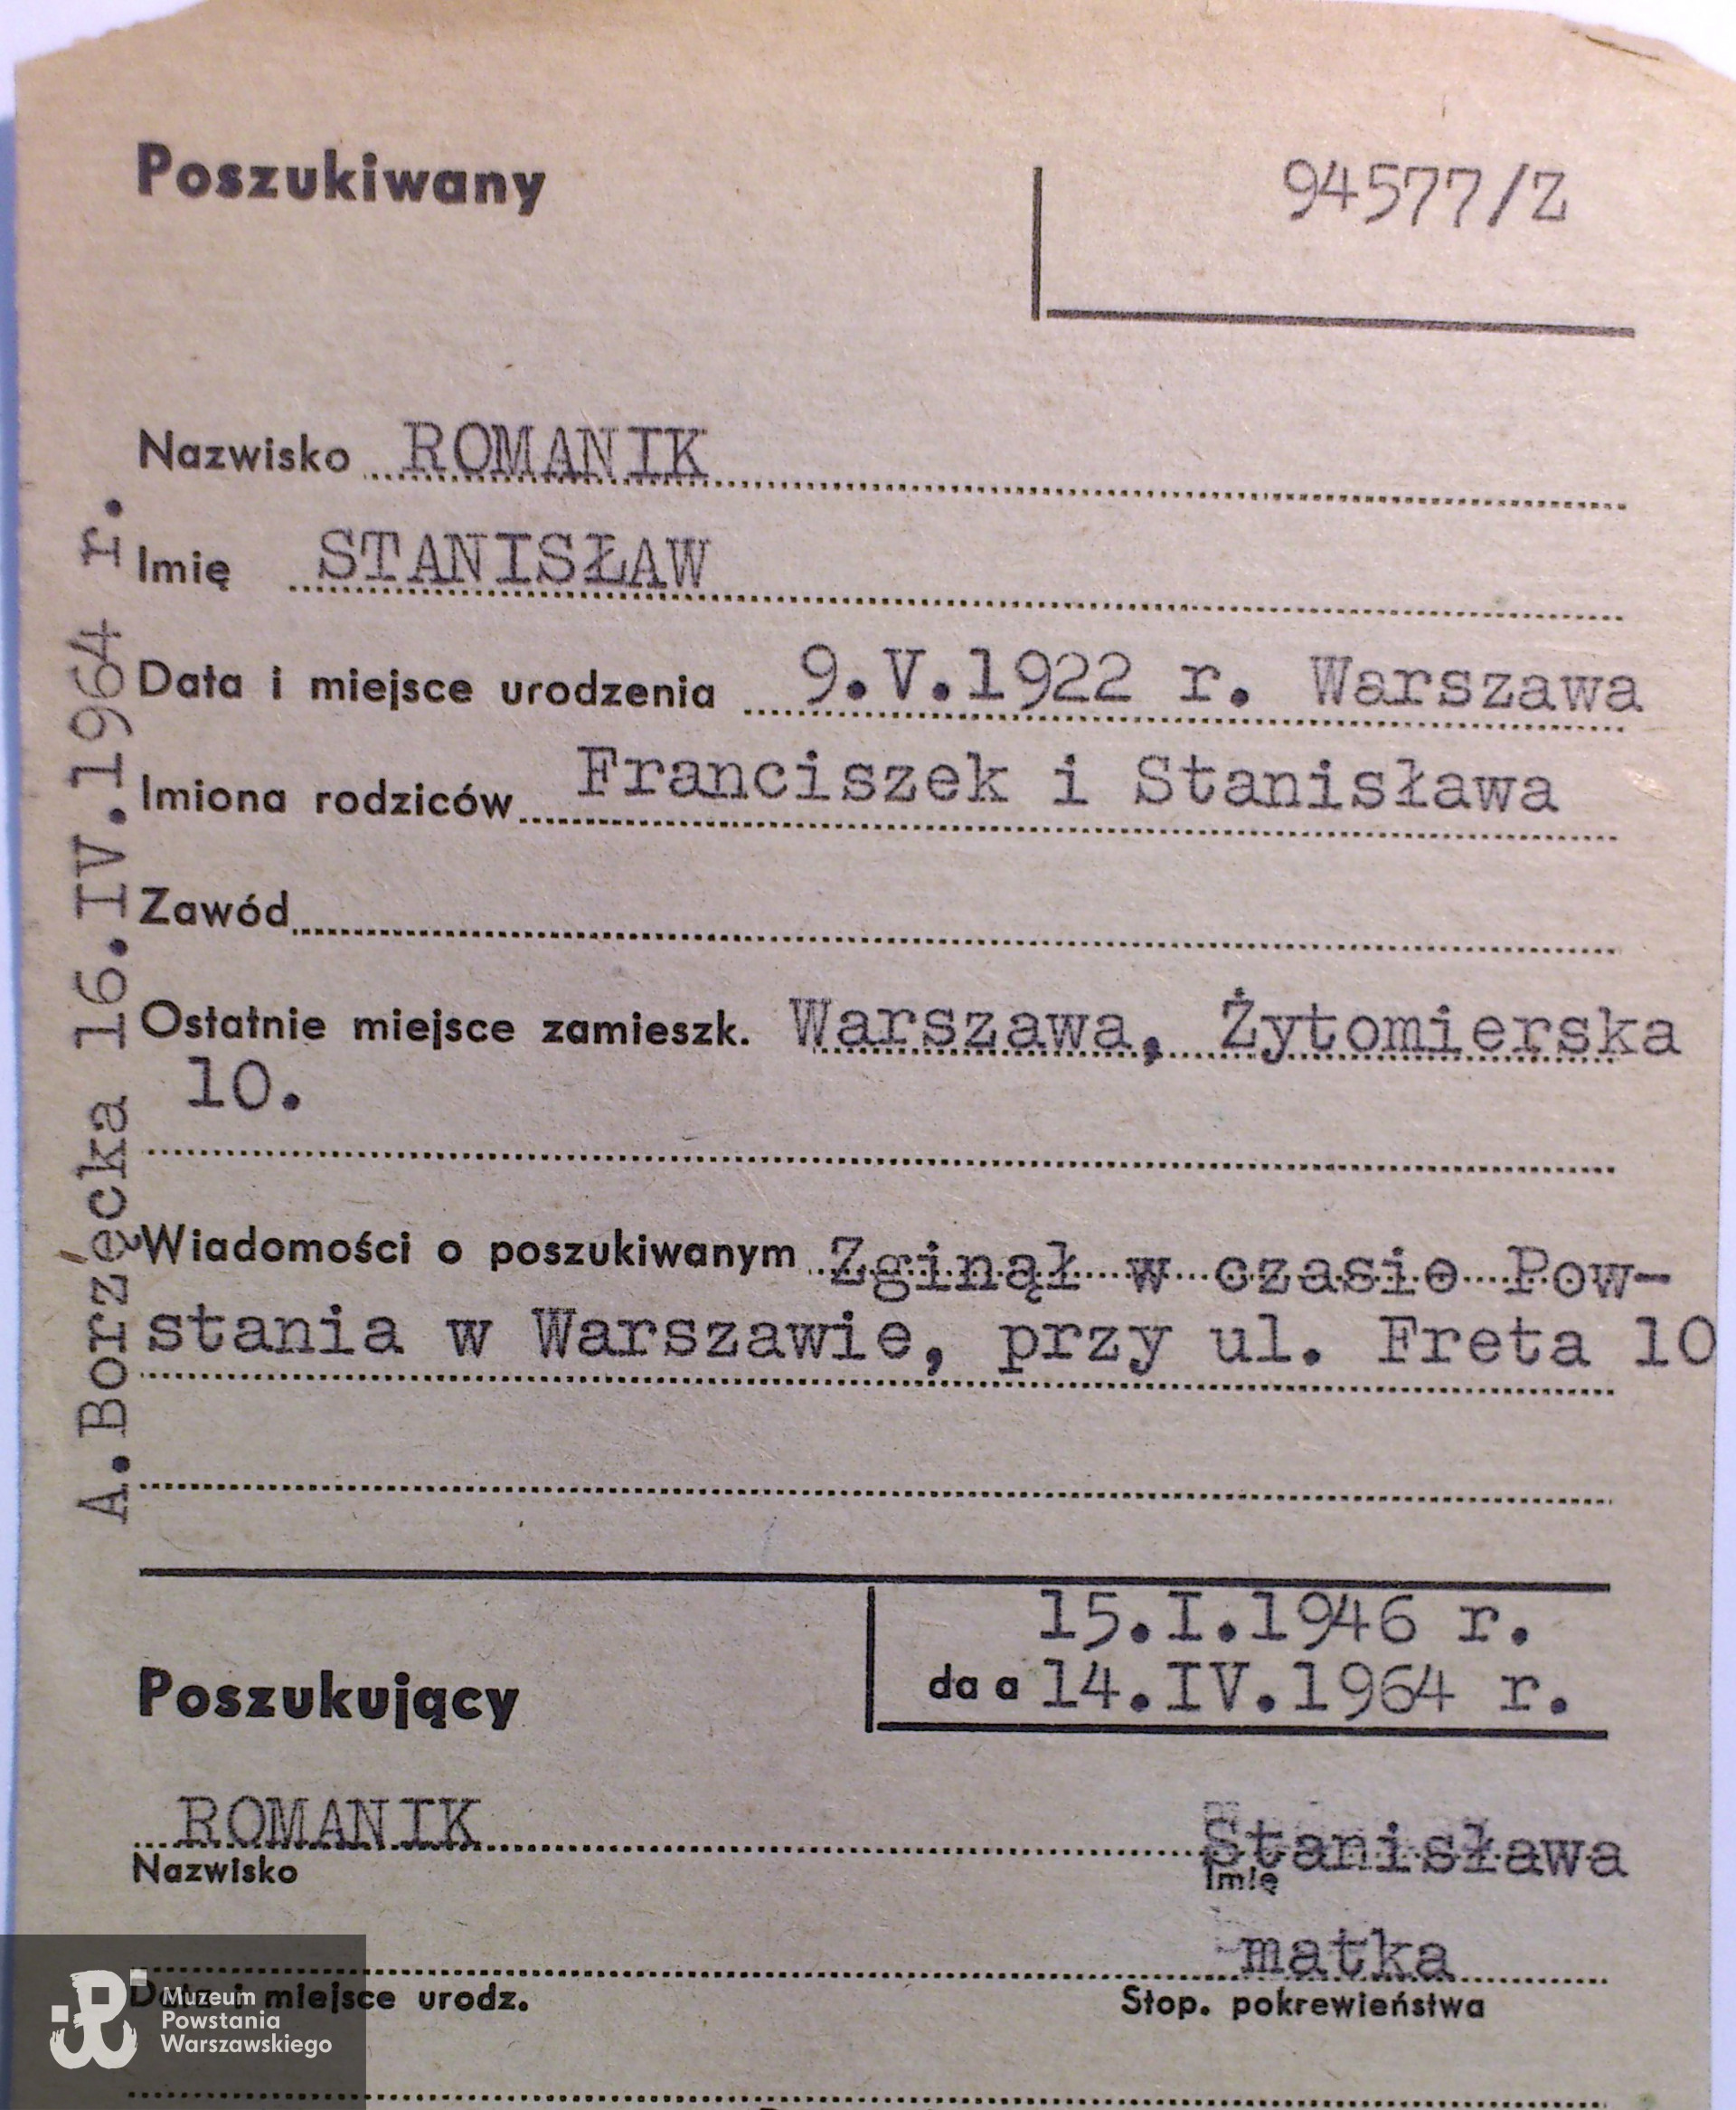 Poszukiwany
94577/Z
Nazwisko ROMANIK
Imię STANISŁAW
Data i miejsce urodzenia 9.V.1922 r. Warszawa
Imiona rodziców Franciszek i Stanisława
Zawód
Ostatnie miejsce zamieszk. Warszawa, Żytomierska
10.
Wiadomości o poszukiwanym Zginął w czasie Pow-
stania w Warszawie, przy ul. Freta 10
A.Borzęcka 16.IV.1964 r.
15.I.1946 r.
Poszukujący
da a 14.IV.1964 r.
ROMANIK Stanisława
Nazwisko Imię
matka
Data i miejsce urodz. Stop. pokrewieństwa
Muzeum
Powstania
Warszawskiego